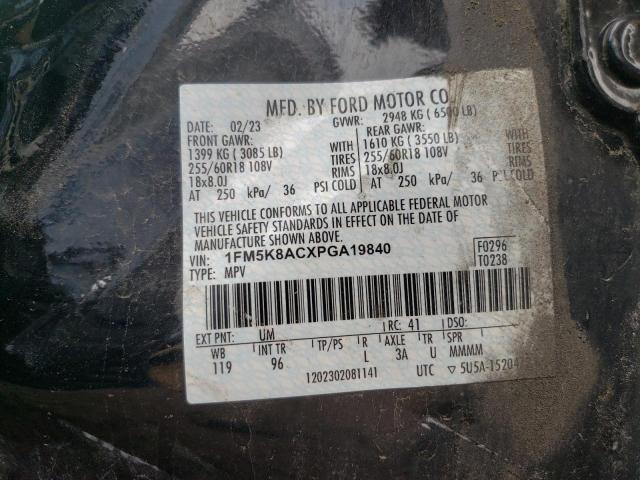 MFD. BY FORD MOTOR CO
DATE: 02/23 GVWR: 2948 KG ( 6500 LB)
FRONT GAWR: REAR GAWR:
1399 KG ( 3085 LB) WITH 1610 KG ( 3550 LB) WITH
255/60R18 108V TIRES 255/60R18 108V TIRES
18x8.0J RIMS 18x8.0J RIMS
AT 250 kPa/ 36 PSI COLD AT 250 kPa/ 36 PSI COLD
THIS VEHICLE CONFORMS TO ALL APPLICABLE FEDERAL MOTOR
VEHICLE SAFETY STANDARDS IN EFFECT ON THE DATE OF
MANUFACTURE SHOWN ABOVE.
VIN: 1FM5K8ACXPGA19840 F0296
TYPE: MPV T0238
EXT PNT: UM RC: 41 DSO:
WB INT TR TP/PS R AXLE TR SPR
119 96 L 3A U MMMM
1202302081141 UTC ▽ 5U5A-15204